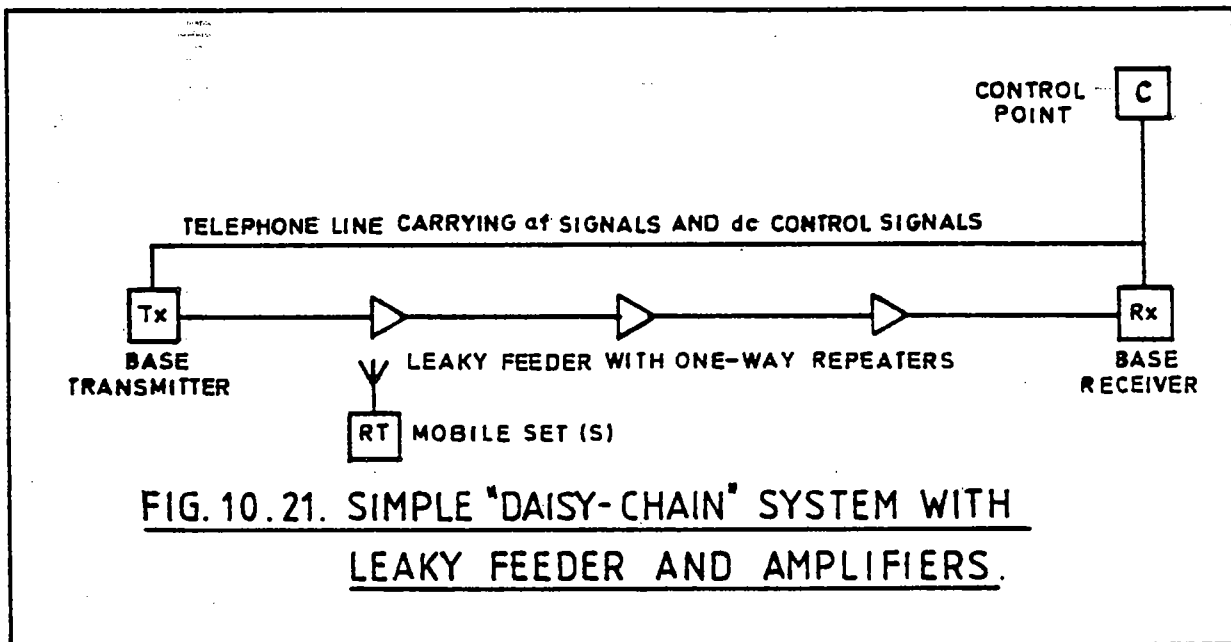 CONTROL
POINT
C
TELEPHONE LINE CARRYING af SIGNALS AND dc CONTROL SIGNALS
Tx
Rx
BASE
TRANSMITTER
LEAKY FEEDER WITH ONE-WAY REPEATERS
BASE
RECEIVER
RT
MOBILE SET (S)
FIG. 10.21. SIMPLE "DAISY-CHAIN" SYSTEM WITH
LEAKY FEEDER AND AMPLIFIERS.